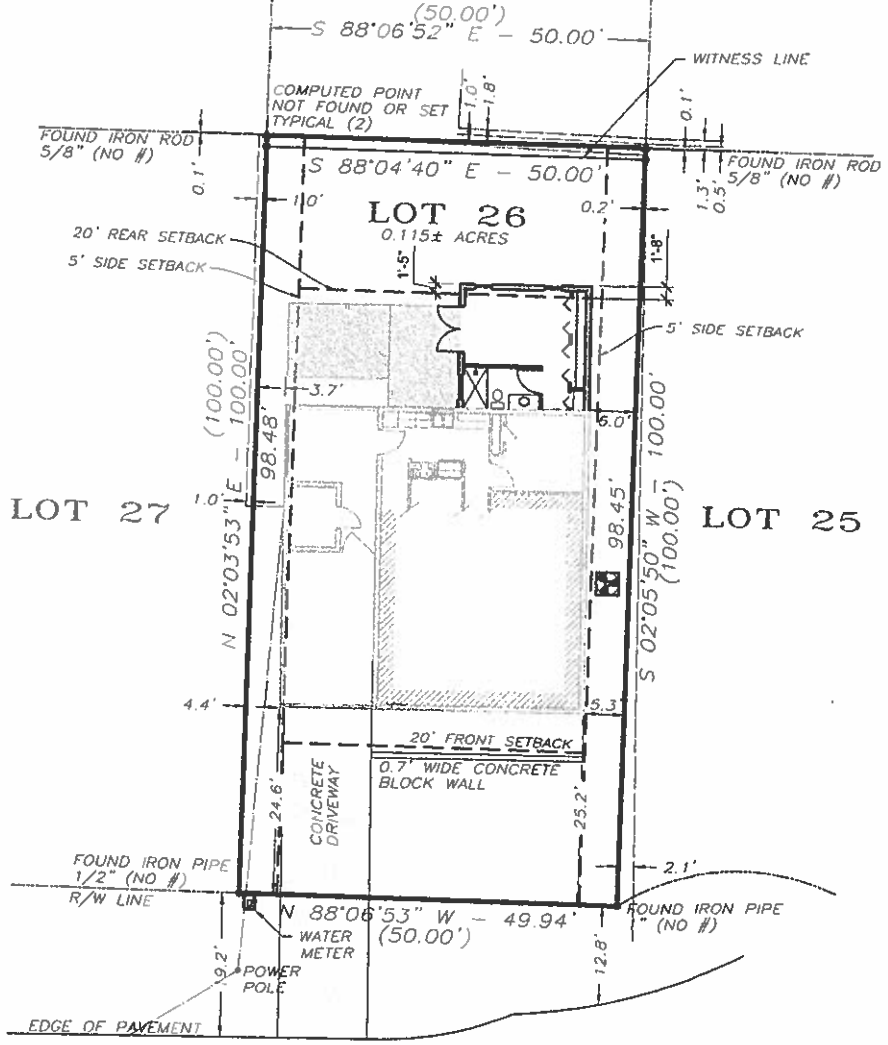 (50.00')
S 88°06'52" E - 50.00'
WITNESS LINE
COMPUTED POINT
NOT FOUND OR SET
TYPICAL (2)
1.0'
1.8'
0.1'
FOUND IRON ROD
5/8" (NO #)
0.1'
S 88°04'40" E - 50.00'
FOUND IRON ROD
5/8" (NO #)
1.3'
0.5'
1.0'
LOT 26
0.2'
0.115± ACRES
20' REAR SETBACK
5' SIDE SETBACK
1'-5"
1'-8"
5' SIDE SETBACK
3.7'
(100.00')
N 02°03'53" E - 100.00'
98.48'
6.0'
98.45'
S 02°05'50" W - 100.00'
(100.00')
1.0'
LOT 27
LOT 25
4.4'
5.3'
20' FRONT SETBACK
0.7' WIDE CONCRETE
BLOCK WALL
CONCRETE
DRIVEWAY
24.6'
25.2'
FOUND IRON PIPE
1/2" (NO #)
R/W LINE
2.1'
N 88°06'53" W - 49.94'
(50.00')
FOUND IRON PIPE
" (NO #)
WATER
METER
POWER
POLE
12.8'
EDGE OF PAVEMENT